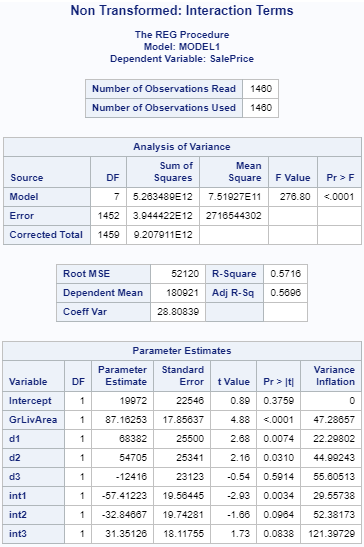 Non Transformed: Interaction Terms
The REG Procedure
Model: MODEL1
Dependent Variable: SalePrice
Number of Observations Read 1460
Number of Observations Used 1460
Analysis of Variance
Source DF Sum of Squares Mean Square F Value Pr > F
Model 7 5.263489E12 7.51927E11 276.80 <.0001
Error 1452 3.944422E12 2716544302
Corrected Total 1459 9.207911E12
Root MSE 52120 R-Square 0.5716
Dependent Mean 180921 Adj R-Sq 0.5696
Coeff Var 28.80839
Parameter Estimates
Variable DF Parameter Estimate Standard Error t Value Pr > |t| Variance Inflation
Intercept 1 19972 22546 0.89 0.3759 0
GrLivArea 1 87.16253 17.85637 4.88 <.0001 47.28657
d1 1 68382 25500 2.68 0.0074 22.29802
d2 1 54705 25341 2.16 0.0310 44.99243
d3 1 -12416 23123 -0.54 0.5914 55.60513
int1 1 -57.41223 19.56445 -2.93 0.0034 29.55738
int2 1 -32.84667 19.74281 -1.66 0.0964 52.38173
int3 1 31.35126 18.11755 1.73 0.0838 121.39729